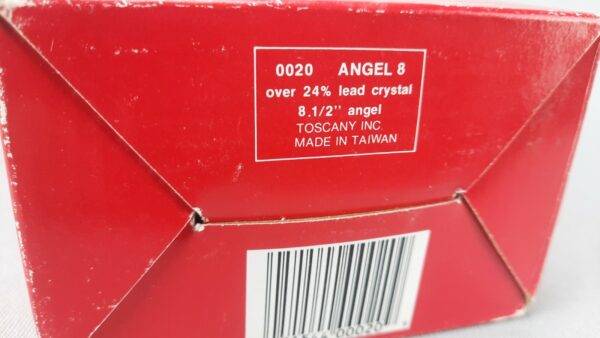 0020 ANGEL 8
over 24% lead crystal
8.1/2'' angel
TOSCANY INC.
MADE IN TAIWAN